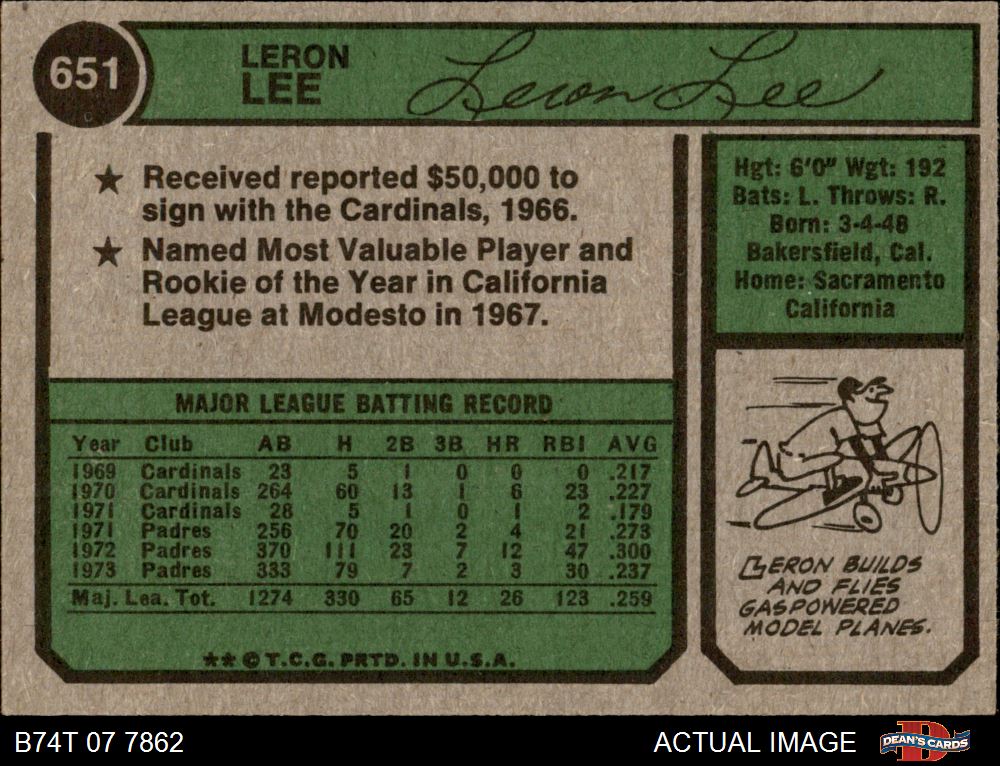 651
LERON
LEE
Leron Lee
★ Received reported $50,000 to
sign with the Cardinals, 1966.
★ Named Most Valuable Player and
Rookie of the Year in California
League at Modesto in 1967.
Hgt: 6'0" Wgt: 192
Bats: L. Throws: R.
Born: 3-4-48
Bakersfield, Cal.
Home: Sacramento
California
MAJOR LEAGUE BATTING RECORD
Year Club AB H 2B 3B HR RBI AVG
1969 Cardinals 23 5 1 0 0 0 .217
1970 Cardinals 264 60 13 1 6 23 .227
1971 Cardinals 28 5 1 0 1 2 .179
1971 Padres 256 70 20 2 4 21 .273
1972 Padres 370 111 23 7 12 47 .300
1973 Padres 333 79 7 2 3 30 .237
Maj. Lea. Tot. 1274 330 65 12 26 123 .259
** © T.C.G. PRTD. IN U.S.A.
LERON BUILDS
AND FLIES
GASPOWERED
MODEL PLANES.
B74T 07 7862
ACTUAL IMAGE
D
DEAN'S CARDS